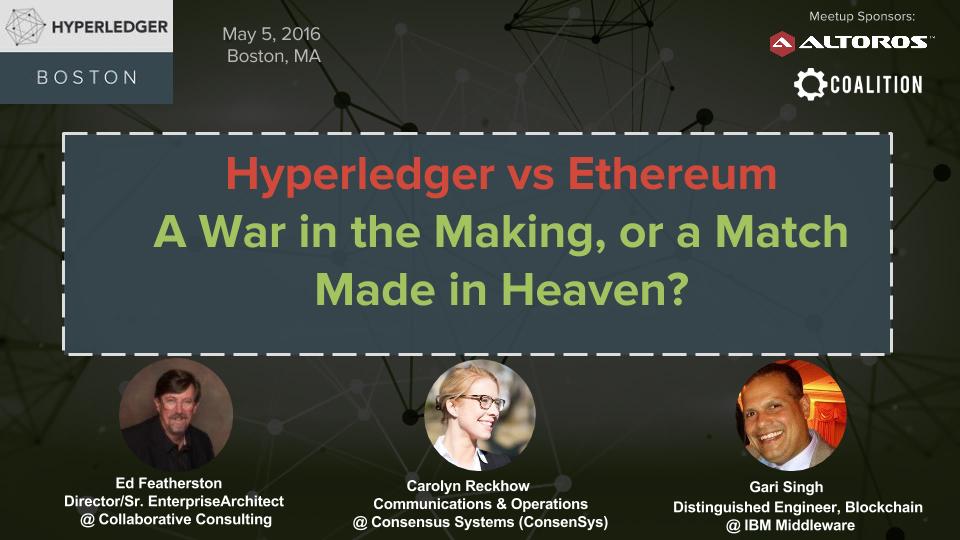 HYPERLEDGER
BOSTON
May 5, 2016
Boston, MA
Meetup Sponsors:
ALTOROS™
COALITION
Hyperledger vs Ethereum
A War in the Making, or a Match
Made in Heaven?
Ed Featherston
Director/Sr. EnterpriseArchitect
@ Collaborative Consulting
Carolyn Reckhow
Communications & Operations
@ Consensus Systems (ConsenSys)
Gari Singh
Distinguished Engineer, Blockchain
@ IBM Middleware